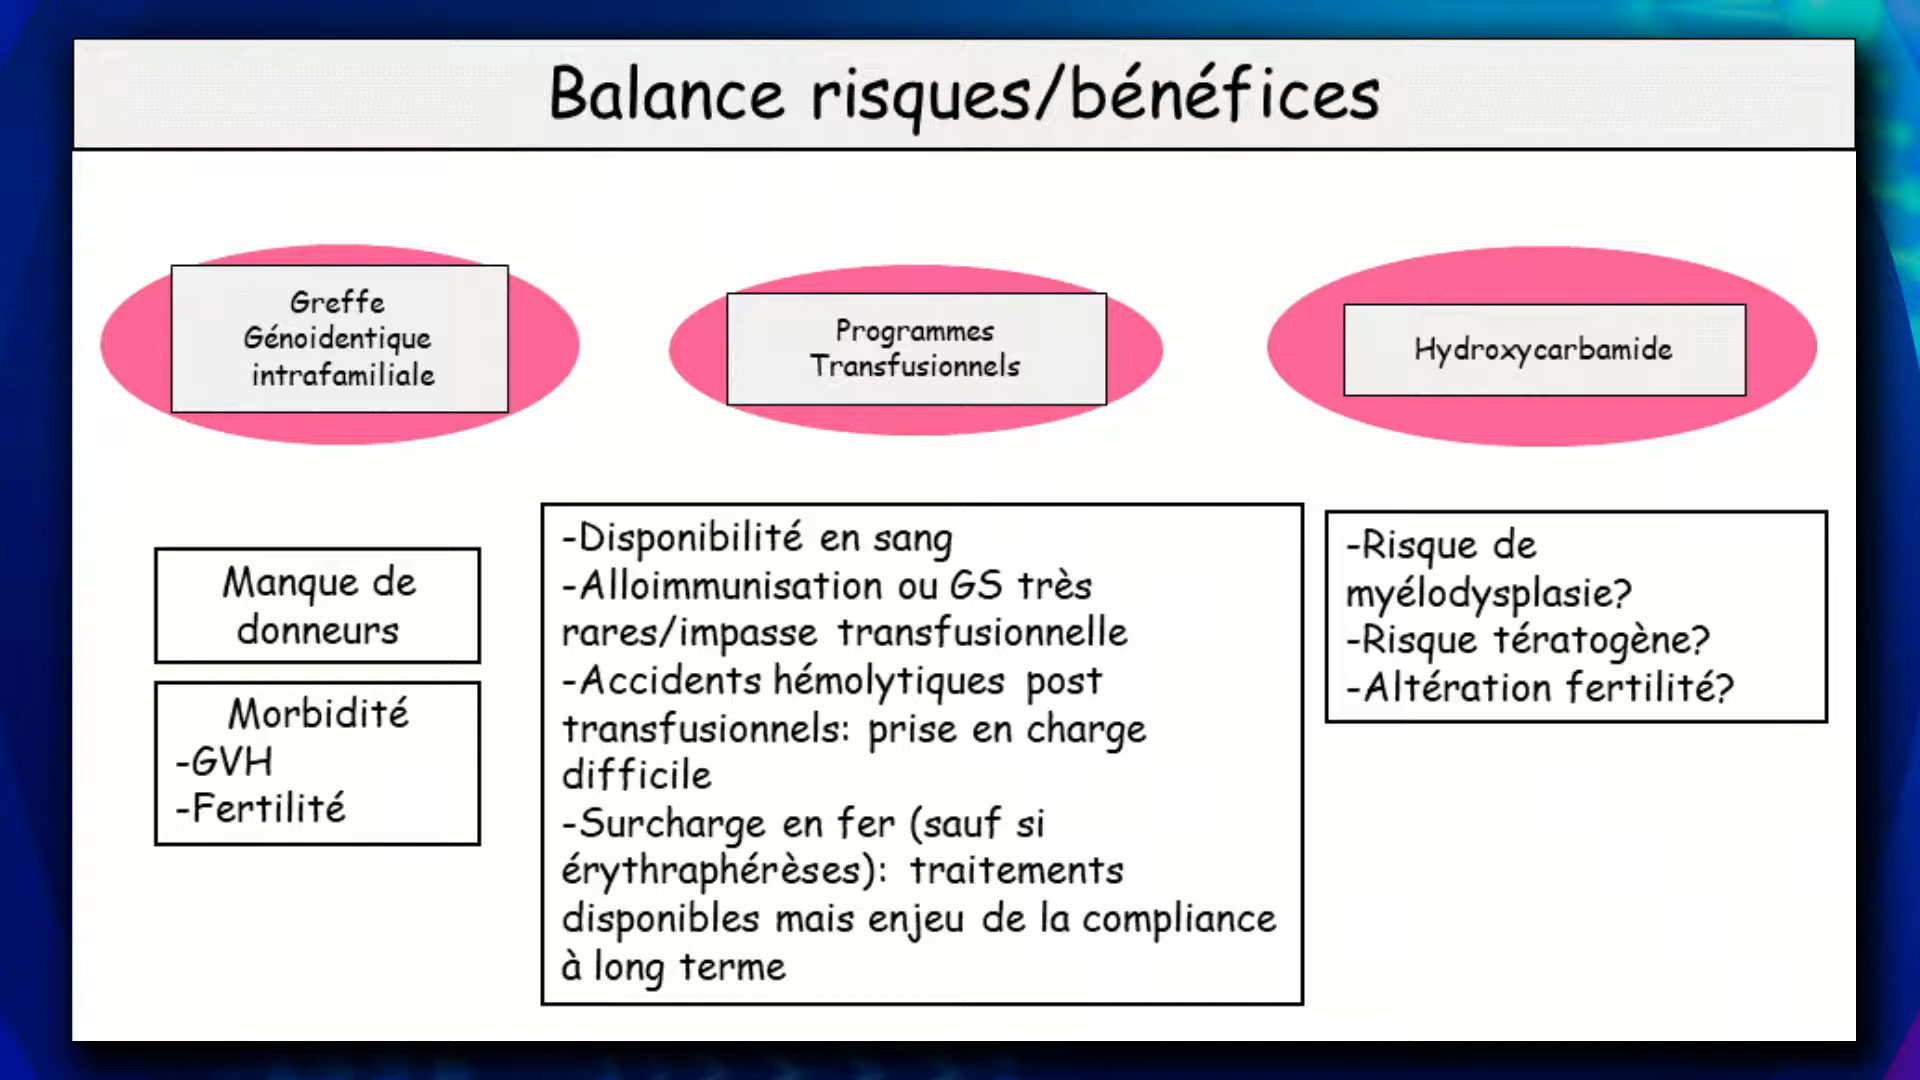 Balance risques/bénéfices
Greffe
Génoidentique
intrafamiliale
Programmes
Transfusionnels
Hydroxycarbamide
Manque de
donneurs
Morbidité
-GVH
-Fertilité
-Disponibilité en sang
-Alloimmunisation ou GS très
rares/impasse transfusionnelle
-Accidents hémolytiques post
transfusionnels: prise en charge
difficile
-Surcharge en fer (sauf si
érythraphérèses): traitements
disponibles mais enjeu de la compliance
à long terme
-Risque de
myélodysplasie?
-Risque tératogène?
-Altération fertilité?